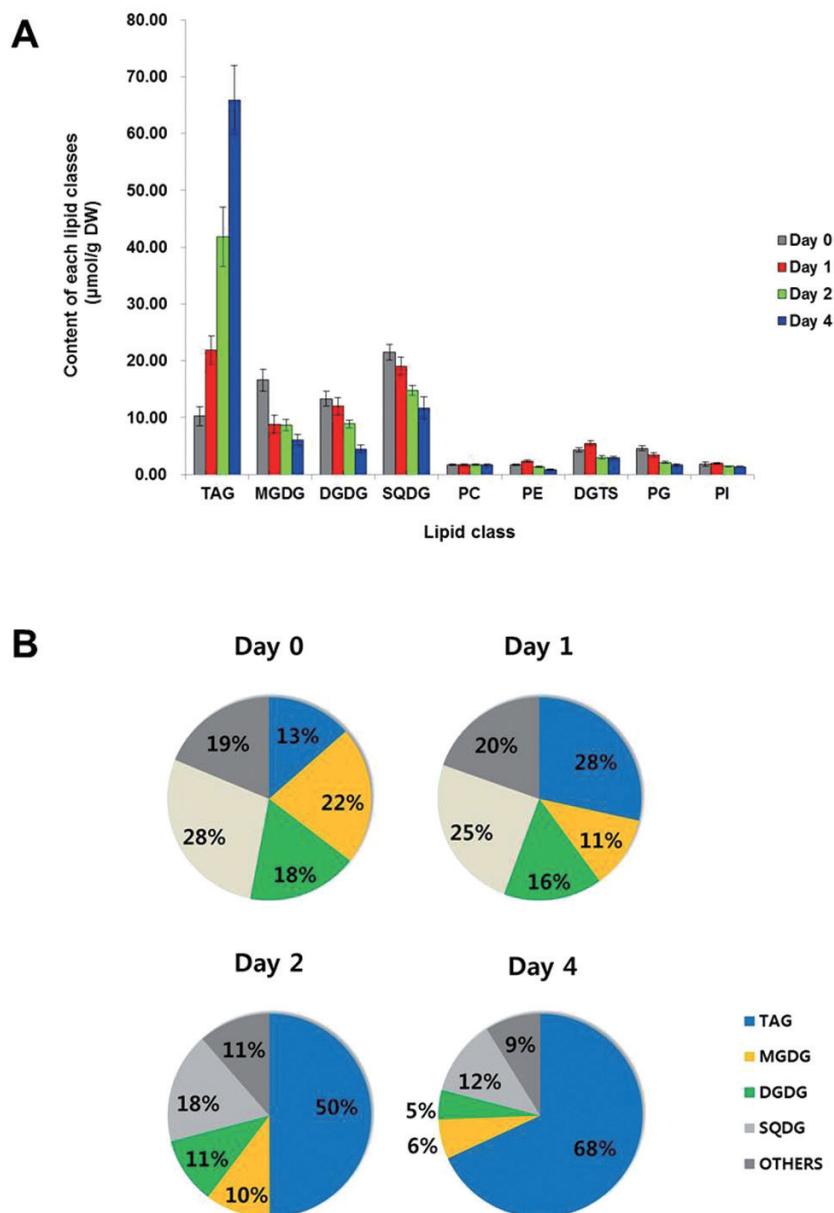 A
Content of each lipid classes
(μmol/g DW)
80.00
70.00
60.00
50.00
40.00
30.00
20.00
10.00
0.00
TAG MGDG DGDG SQDG PC PE DGTS PG PI
Lipid class
Day 0
Day 1
Day 2
Day 4
B
Day 0
13%
22%
18%
28%
19%
Day 1
28%
11%
16%
25%
20%
Day 2
50%
10%
11%
18%
11%
Day 4
68%
6%
5%
12%
9%
TAG
MGDG
DGDG
SQDG
OTHERS